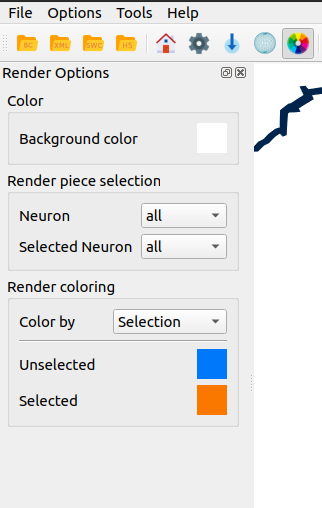 File Options Tools Help
BC XML SWC HS
Render Options
Color
Background color
Render piece selection
Neuron all
Selected Neuron all
Render coloring
Color by Selection
Unselected
Selected